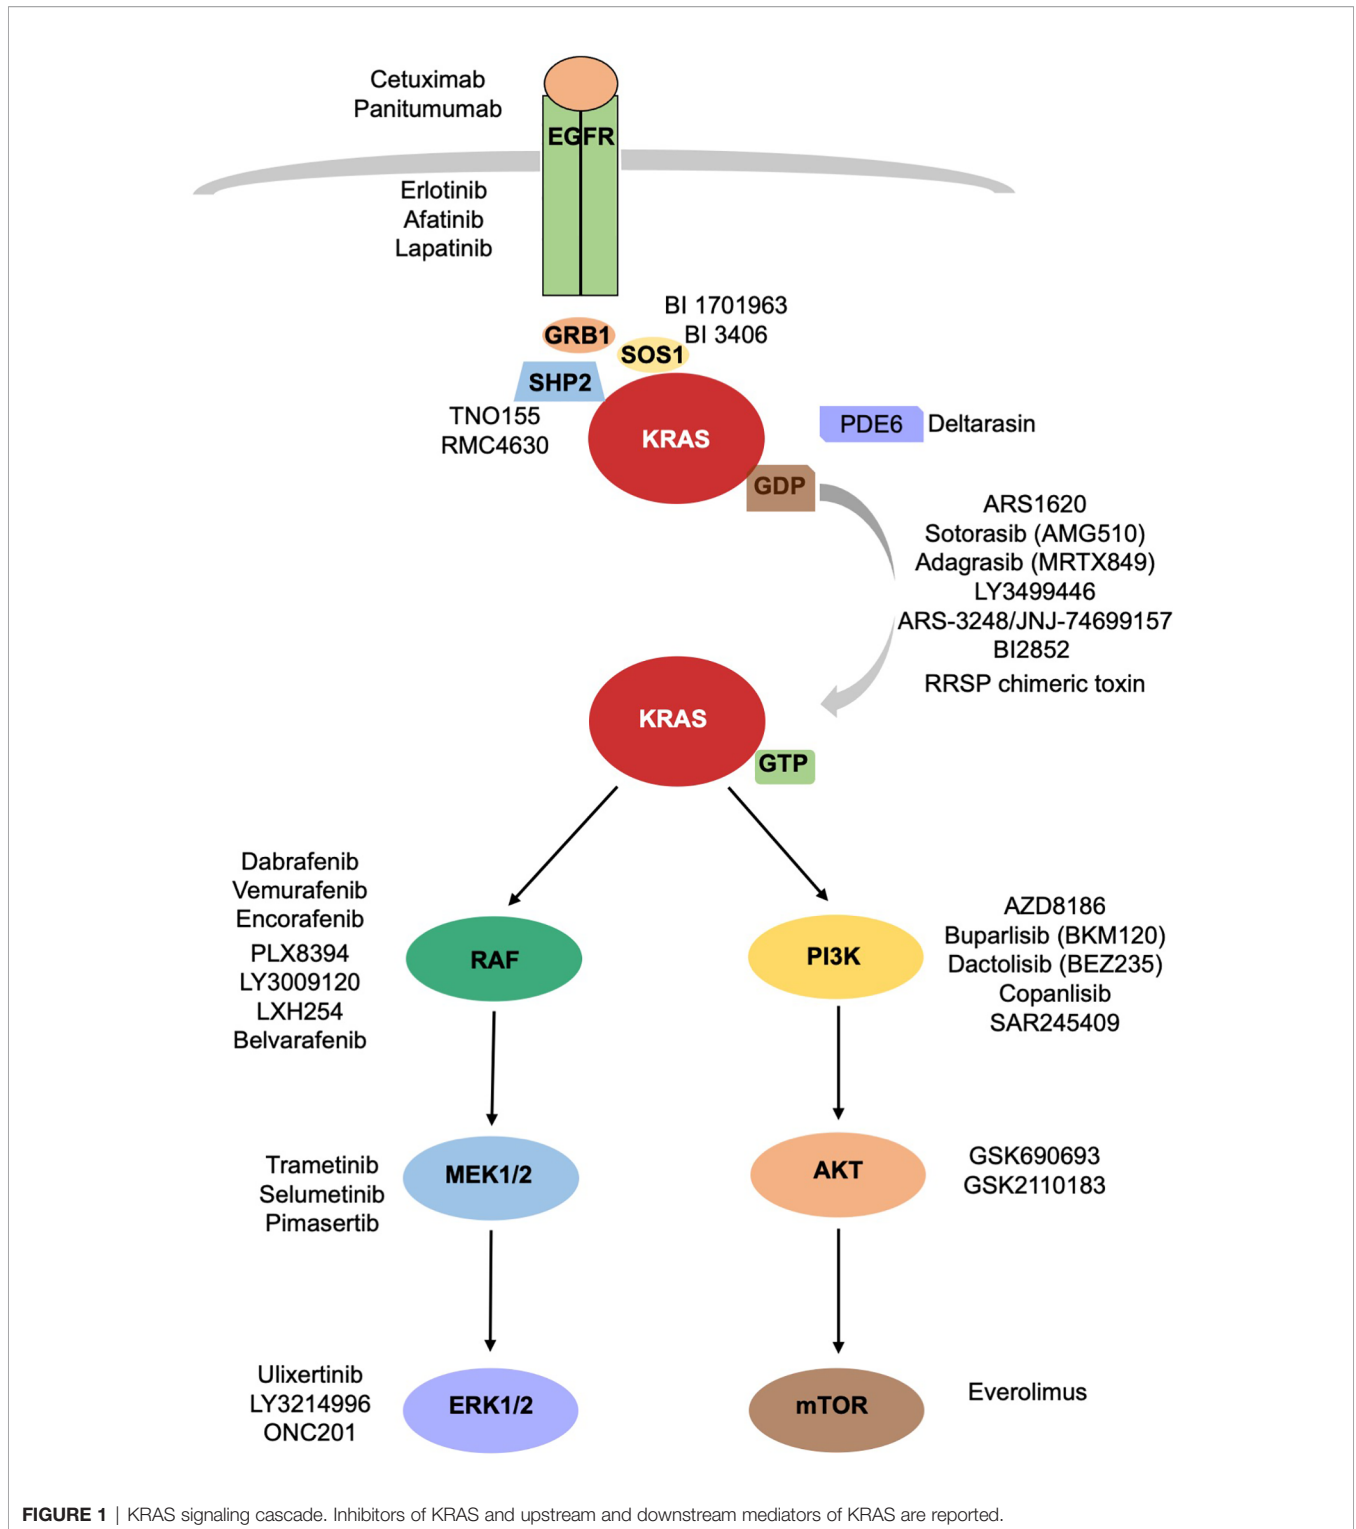 Cetuximab
Panitumumab
EGFR
Erlotinib
Afatinib
Lapatinib
BI 1701963
BI 3406
GRB1
SOS1
SHP2
TNO155
RMC4630
KRAS
PDE6
Deltarasin
GDP
ARS1620
Sotorasib (AMG510)
Adagrasib (MRTX849)
LY3499446
ARS-3248/JNJ-74699157
BI2852
RRSP chimeric toxin
KRAS
GTP
Dabrafenib
Vemurafenib
Encorafenib
PLX8394
LY3009120
LXH254
Belvarafenib
RAF
PI3K
AZD8186
Buparlisib (BKM120)
Dactolisib (BEZ235)
Copanlisib
SAR245409
Trametinib
Selumetinib
Pimasertib
MEK1/2
AKT
GSK690693
GSK2110183
Ulixertinib
LY3214996
ONC201
ERK1/2
mTOR
Everolimus
FIGURE 1 | KRAS signaling cascade. Inhibitors of KRAS and upstream and downstream mediators of KRAS are reported.